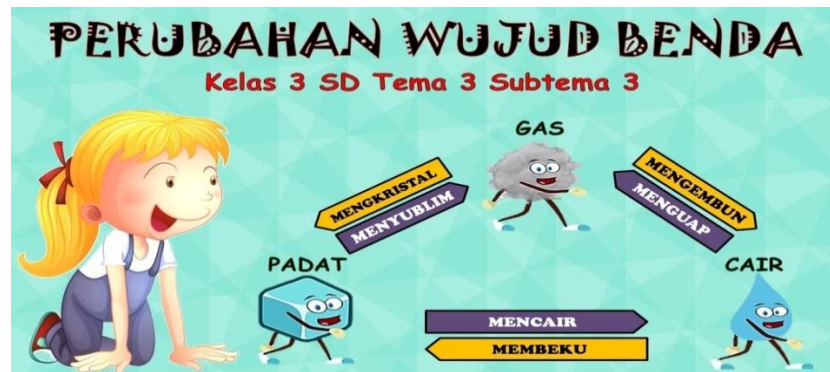 PERUBAHAN WUJUD BENDA
Kelas 3 SD Tema 3 Subtema 3
GAS
MENGKRISTAL
MENYUBLIM
MENGEMBUN
MENGUAP
PADAT
CAIR
MENCAIR
MEMBEKU